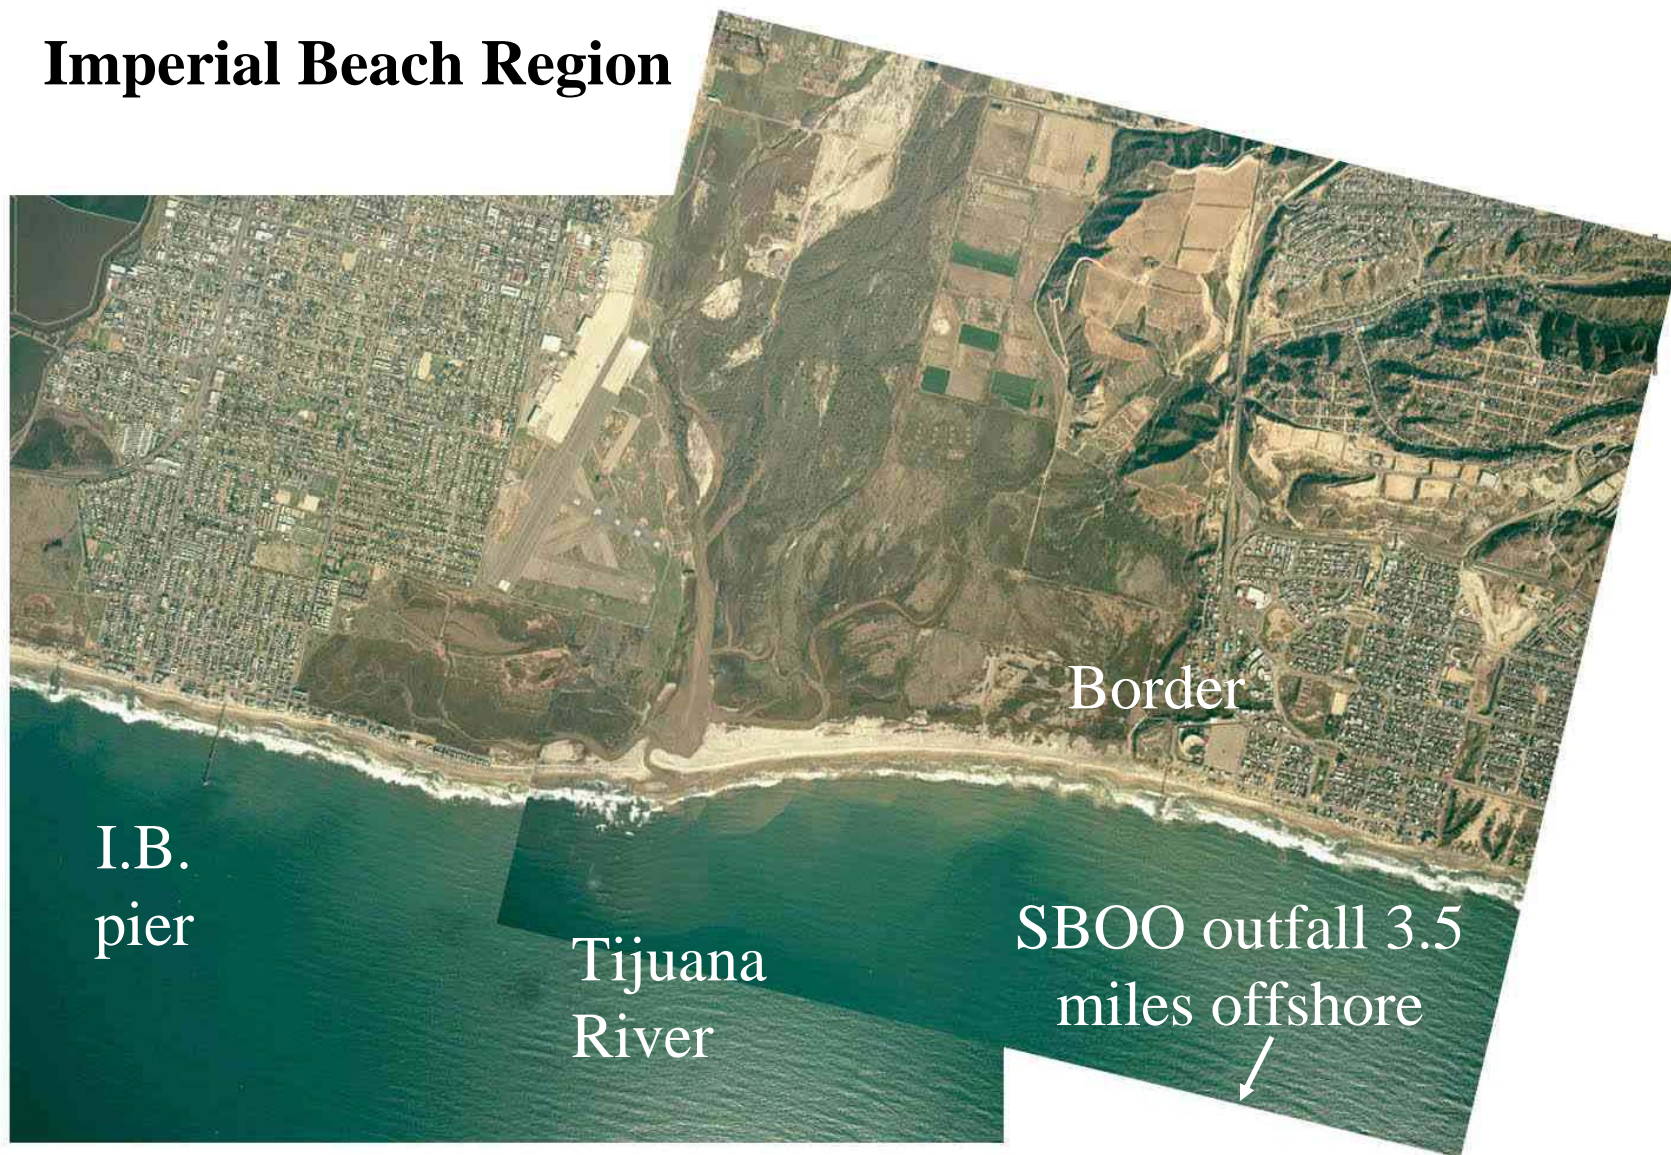 Imperial Beach Region
Border
I.B.
pier
Tijuana
River
SBOO outfall 3.5
miles offshore